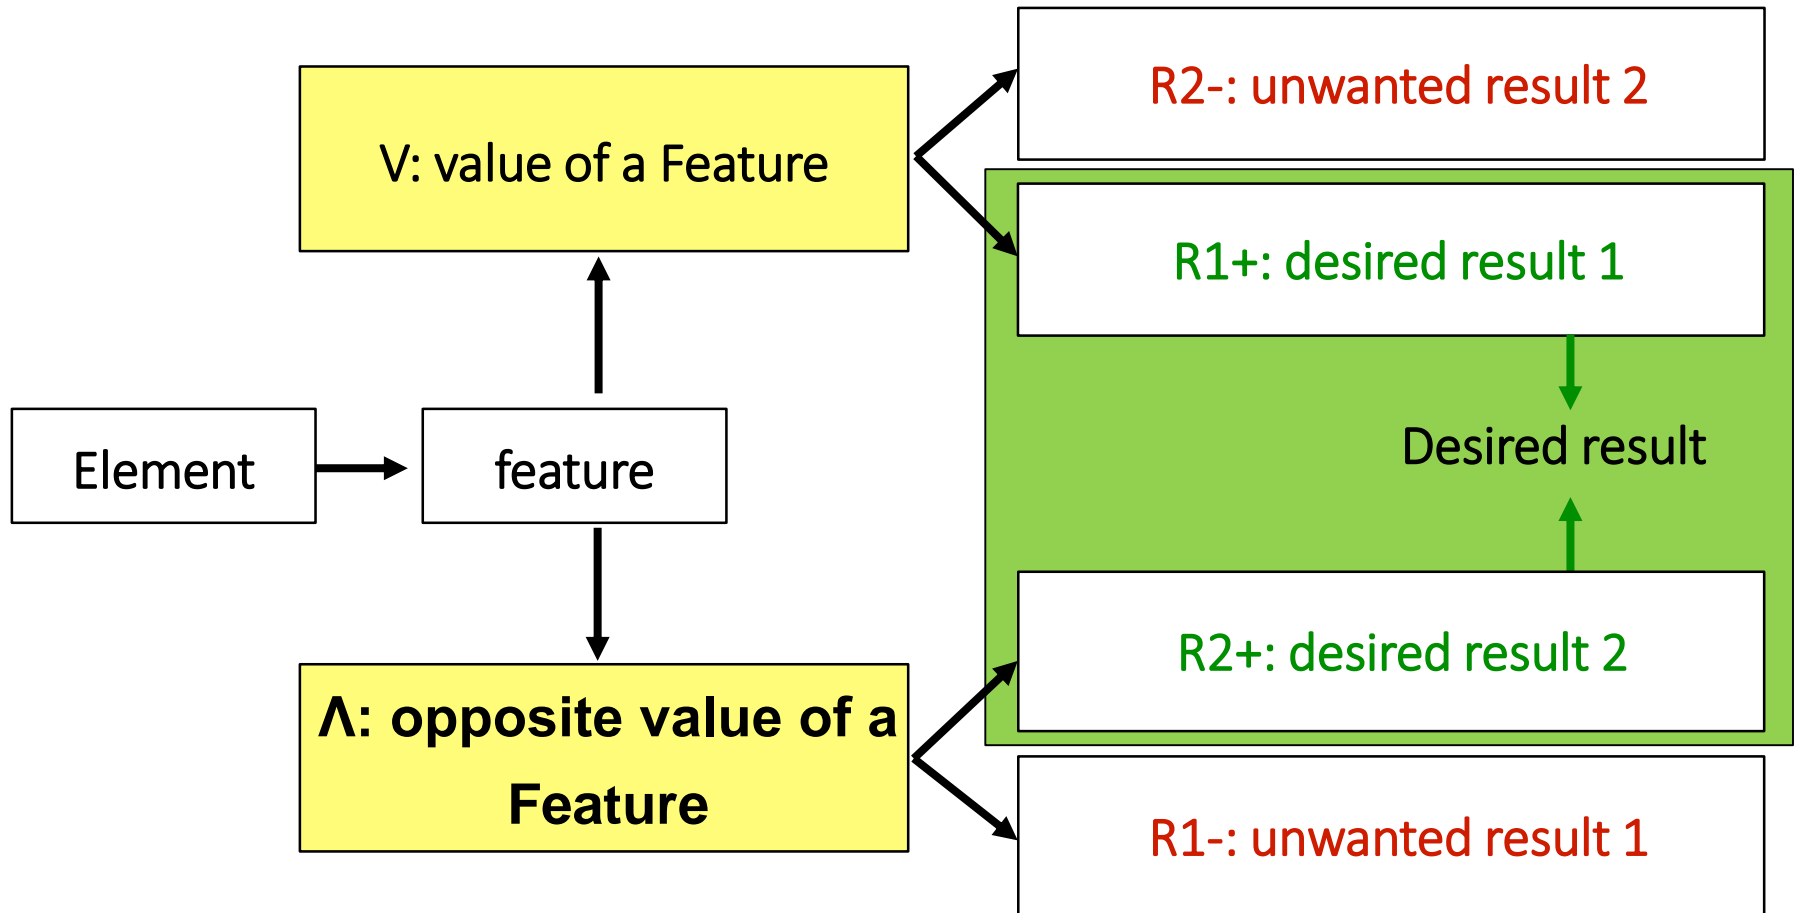 R2-: unwanted result 2
V: value of a Feature
R1+: desired result 1
Element
feature
Desired result
R2+: desired result 2
Λ: opposite value of a
Feature
R1-: unwanted result 1